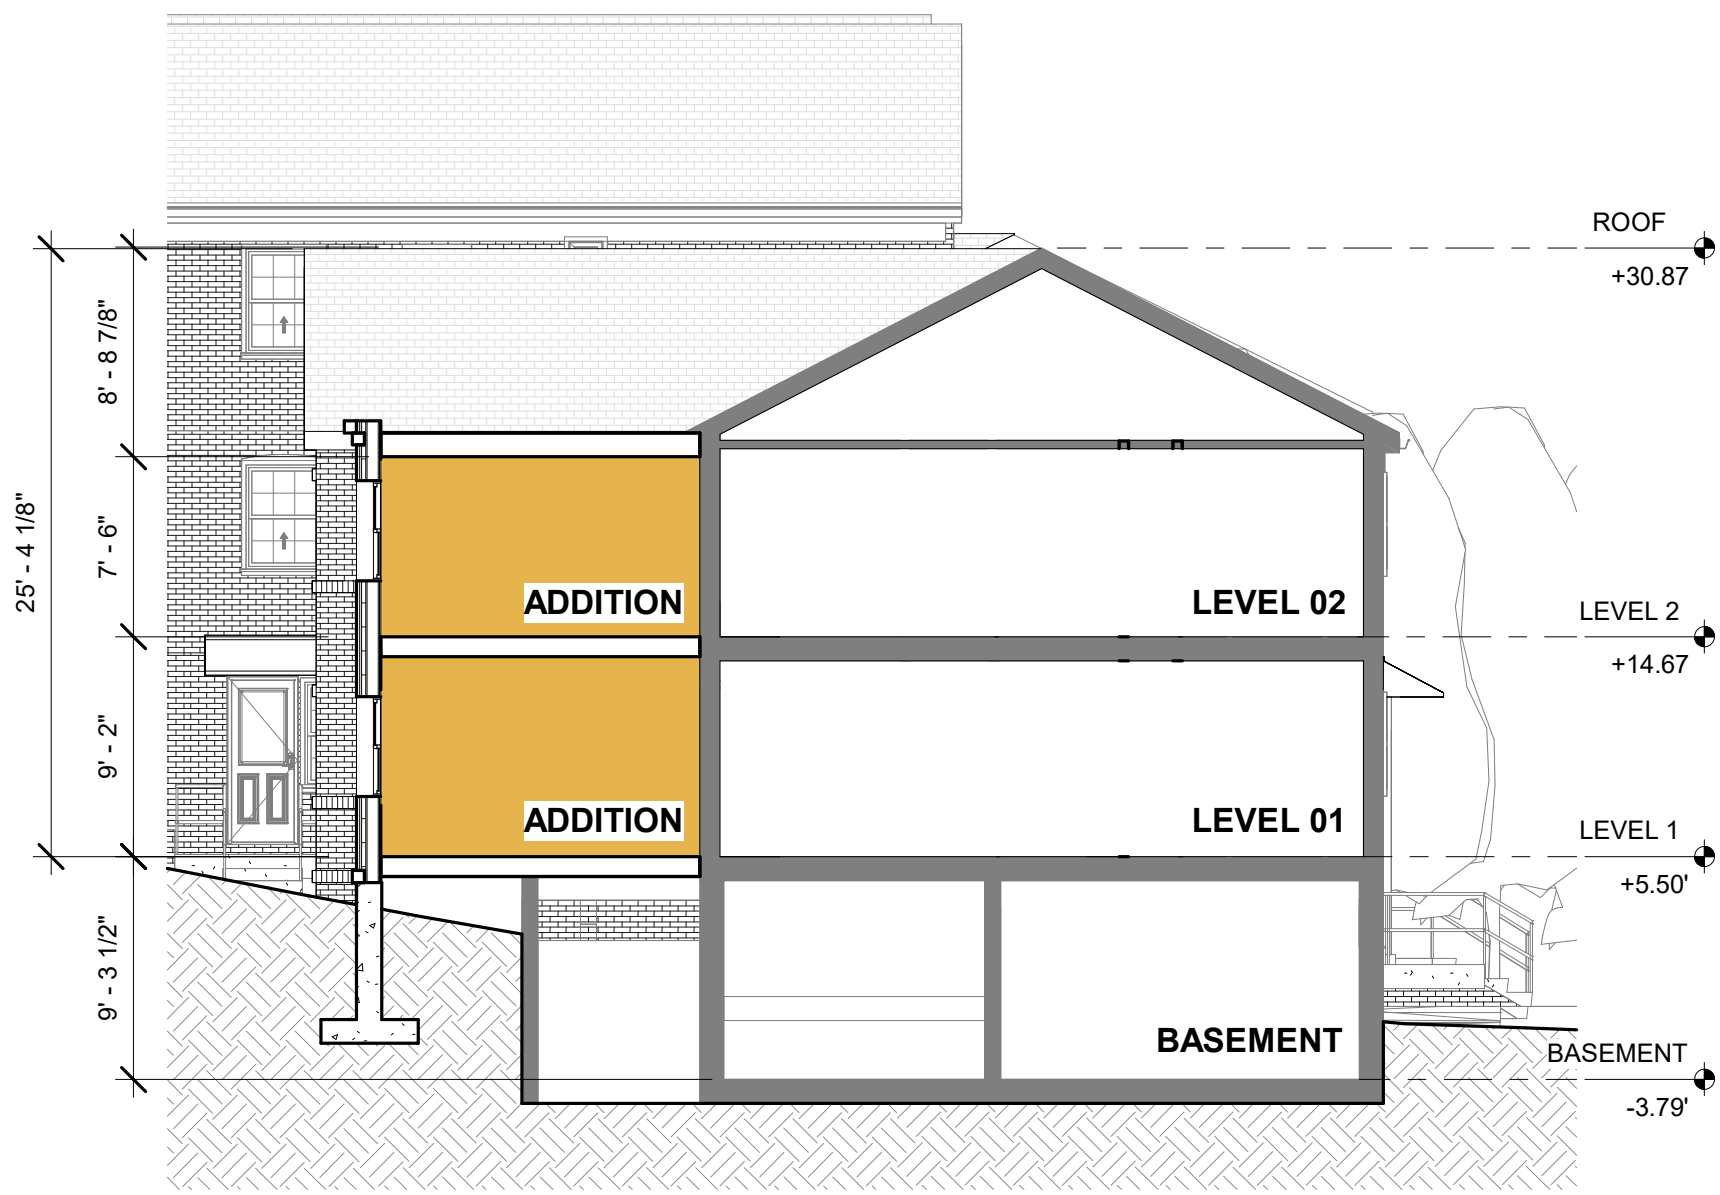 ROOF
+30.87
8' - 8 7/8"
25' - 4 1/8"
7' - 6"
ADDITION
LEVEL 02
LEVEL 2
+14.67
9' - 2"
ADDITION
LEVEL 01
LEVEL 1
+5.50'
9' - 3 1/2"
BASEMENT
BASEMENT
-3.79'